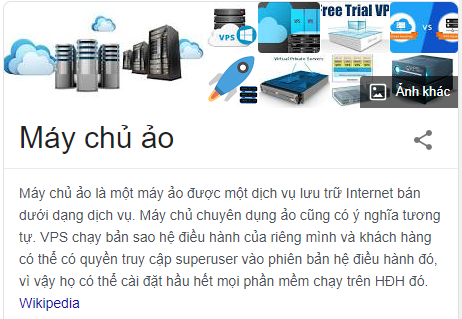 Free Trial VP
VPS
VS
Virtual Private Servers
VPS
Ảnh khác
Máy chủ ảo
Máy chủ ảo là một máy ảo được một dịch vụ lưu trữ Internet bán
dưới dạng dịch vụ. Máy chủ chuyên dụng ảo cũng có ý nghĩa tương
tự. VPS chạy bản sao hệ điều hành của riêng mình và khách hàng
có thể có quyền truy cập superuser vào phiên bản hệ điều hành đó,
vì vậy họ có thể cài đặt hầu hết mọi phần mềm chạy trên HĐH đó.
Wikipedia